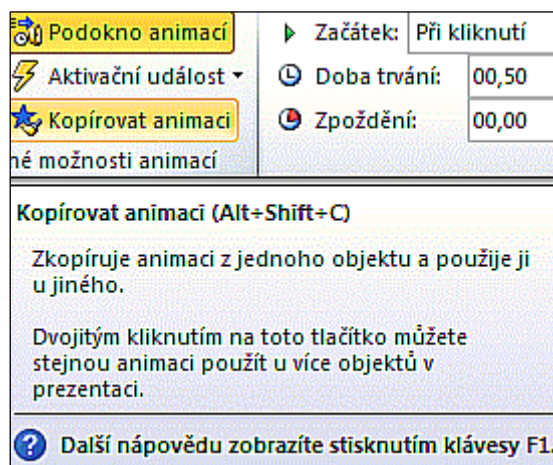 Podokno animací
Začátek: Při kliknutí
Aktivační událost
Doba trvání: 00,50
Kopírovat animaci
Zpoždění: 00,00
né možnosti animací
Kopírovat animaci (Alt+Shift+C)
Zkopíruje animaci z jednoho objektu a použije ji
u jiného.
Dvojitým kliknutím na toto tlačítko můžete
stejnou animaci použít u více objektů v
prezentaci.
Další nápovědu zobrazíte stisknutím klávesy F1.